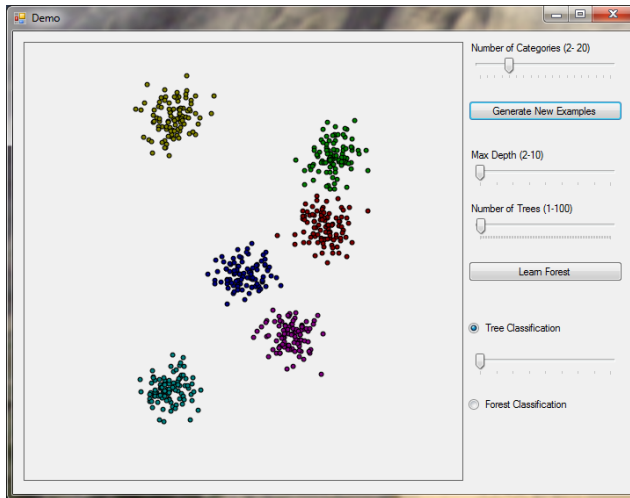 Demo
Number of Categories (2- 20)
Generate New Examples
Max Depth (2-10)
Number of Trees (1-100)
Learn Forest
Tree Classification
Forest Classification